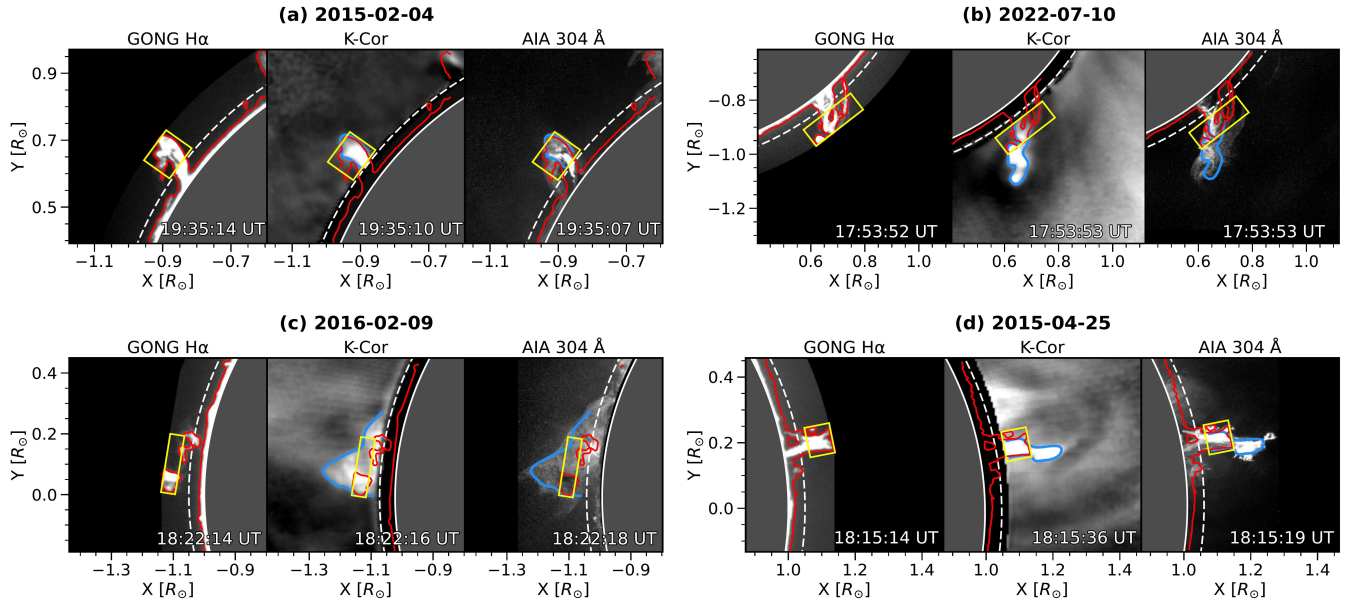 (a) 2015-02-04
GONG Hα K-Cor AIA 304 Å
Y [R☉]
0.9
0.7
0.5
19:35:14 UT 19:35:10 UT 19:35:07 UT
−1.1 −0.9 −0.7 −1.1 −0.9 −0.7 −1.1 −0.9 −0.7
X [R☉] X [R☉] X [R☉]
(b) 2022-07-10
GONG Hα K-Cor AIA 304 Å
Y [R☉]
−0.8
−1.0
−1.2
17:53:52 UT 17:53:53 UT 17:53:53 UT
0.6 0.8 1.0 0.6 0.8 1.0 0.6 0.8 1.0
X [R☉] X [R☉] X [R☉]
(c) 2016-02-09
GONG Hα K-Cor AIA 304 Å
Y [R☉]
0.4
0.2
0.0
18:22:14 UT 18:22:16 UT 18:22:18 UT
−1.3 −1.1 −0.9 −1.3 −1.1 −0.9 −1.3 −1.1 −0.9
X [R☉] X [R☉] X [R☉]
(d) 2015-04-25
GONG Hα K-Cor AIA 304 Å
Y [R☉]
0.4
0.2
0.0
18:15:14 UT 18:15:36 UT 18:15:19 UT
1.0 1.2 1.4 1.0 1.2 1.4 1.0 1.2 1.4
X [R☉] X [R☉] X [R☉]